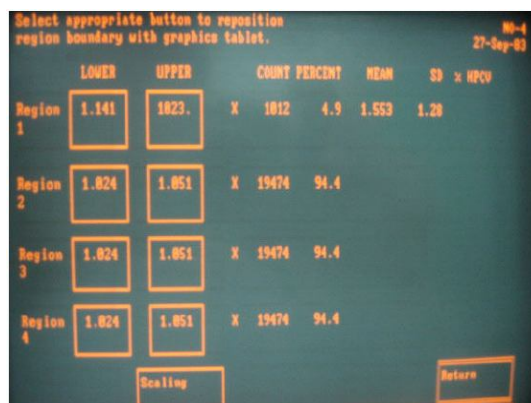 Select appropriate button to reposition
region boundary with graphics tablet.
NO-4
27-Sep-03
LOWER UPPER COUNT PERCENT MEAN SD % HPCV
Region 1 1.141 1023. X 1012 4.9 1.553 1.28
Region 2 1.024 1.051 X 19474 94.4
Region 3 1.024 1.051 X 19474 94.4
Region 4 1.024 1.051 X 19474 94.4
Scaling Return